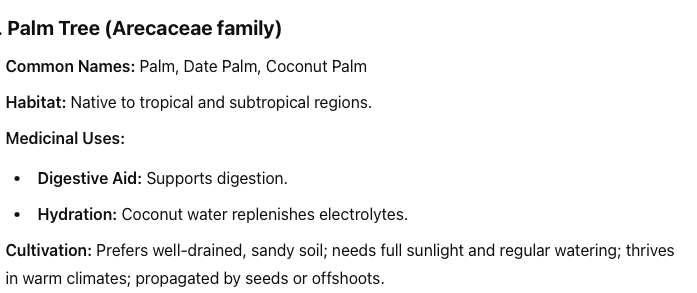 . Palm Tree (Arecaceae family)
Common Names: Palm, Date Palm, Coconut Palm
Habitat: Native to tropical and subtropical regions.
Medicinal Uses:
• Digestive Aid: Supports digestion.
• Hydration: Coconut water replenishes electrolytes.
Cultivation: Prefers well-drained, sandy soil; needs full sunlight and regular watering; thrives
in warm climates; propagated by seeds or offshoots.